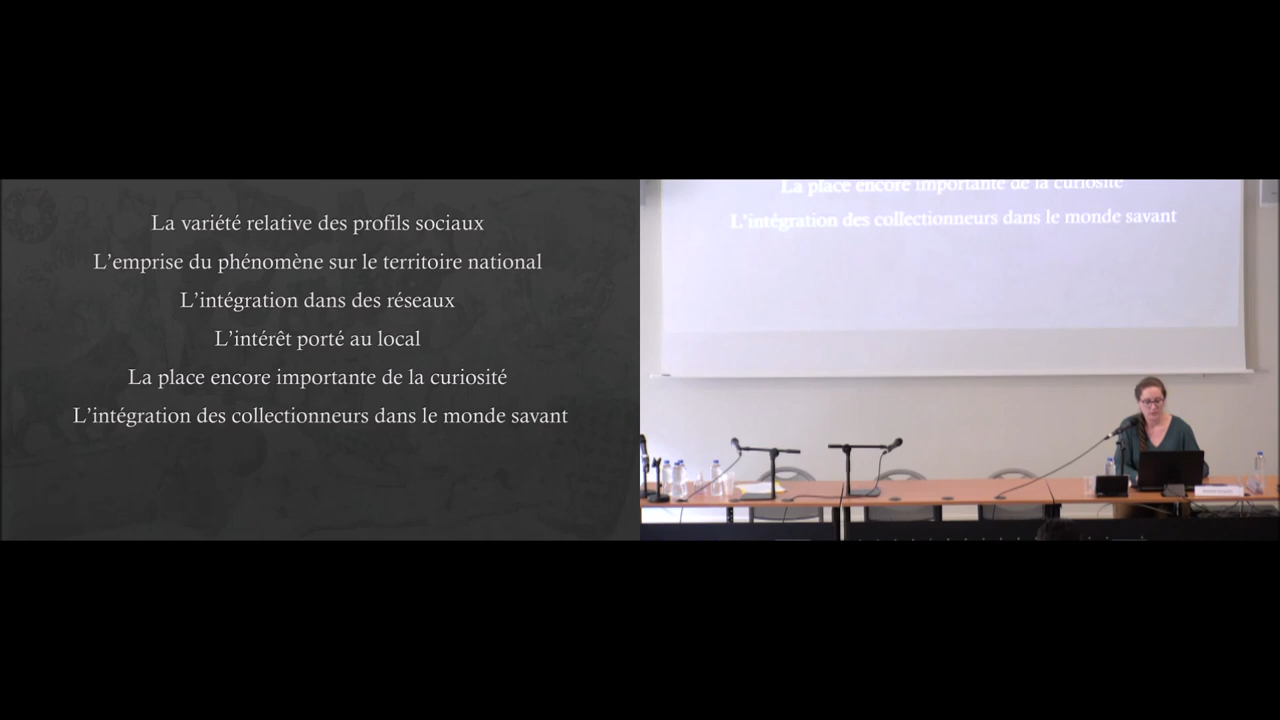 La variété relative des profils sociaux
L'emprise du phénomène sur le territoire national
L'intégration dans des réseaux
L'intérêt porté au local
La place encore importante de la curiosité
L'intégration des collectionneurs dans le monde savant
La place encore importante de la curiosité
L'intégration des collectionneurs dans le monde savant